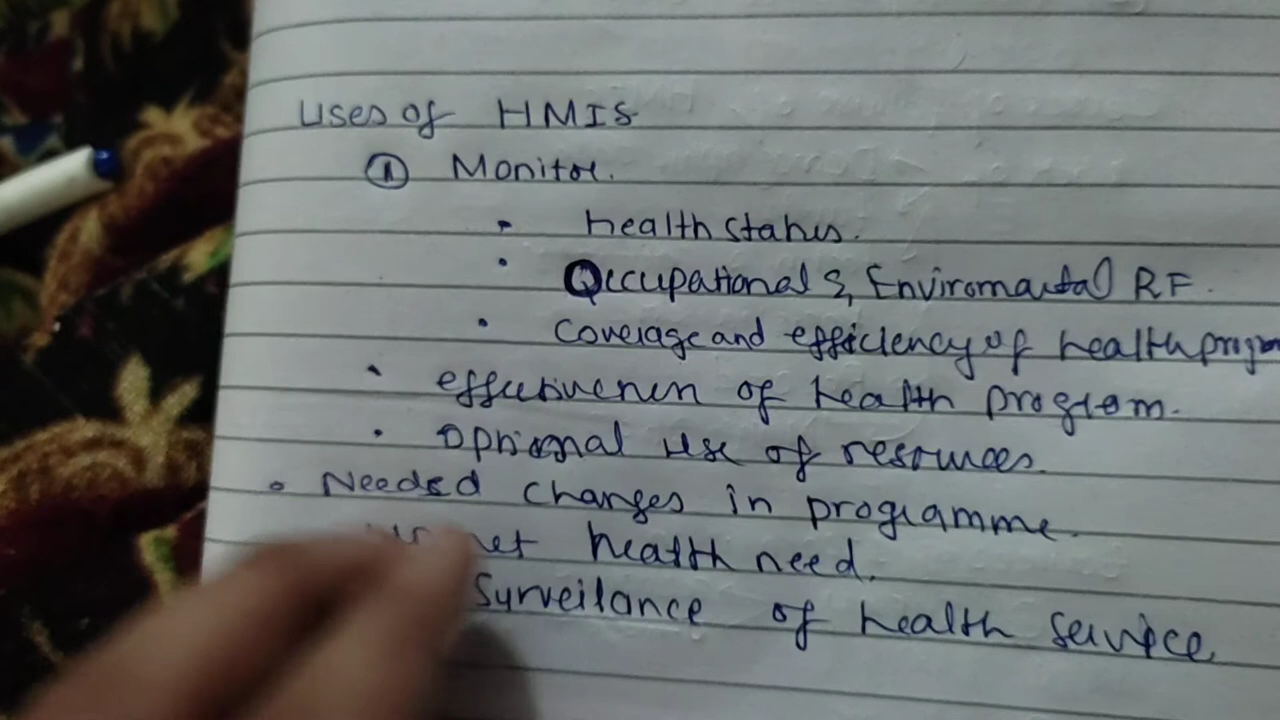 Uses of HMIS
① Monitor.
• health status.
• Occupational & Enviromental RF.
• Coverage and efficiency of health
• effectiveness of health program.
• Optional use of resources.
• Needed changes in programme.
health need.
Surveilance of health service